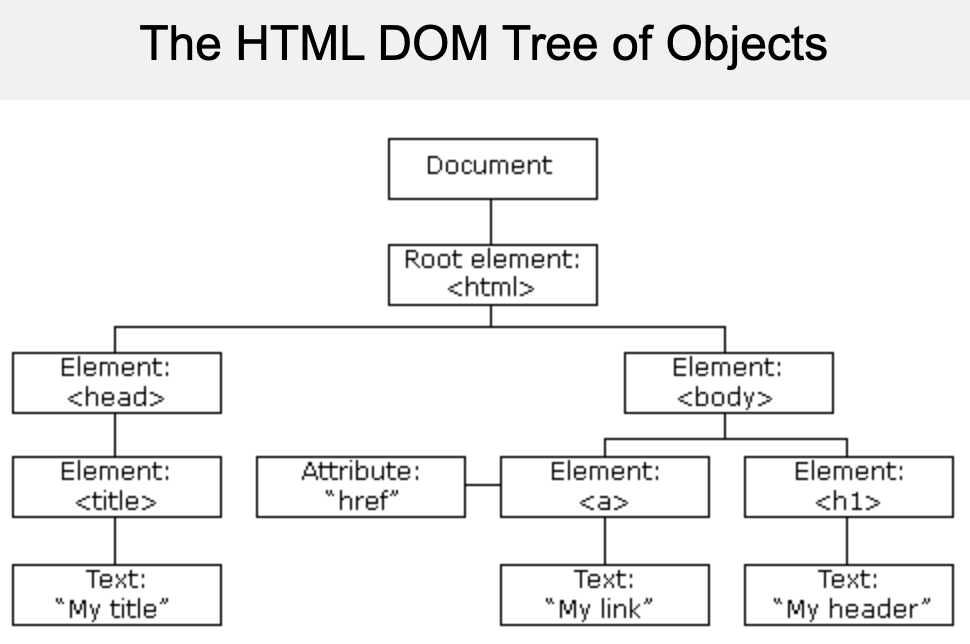 The HTML DOM Tree of Objects
Document
Root element:
<html>
Element:
<head>
Element:
<body>
Element:
<title>
Attribute:
“href”
Element:
<a>
Element:
<h1>
Text:
“My title”
Text:
“My link”
Text:
“My header”